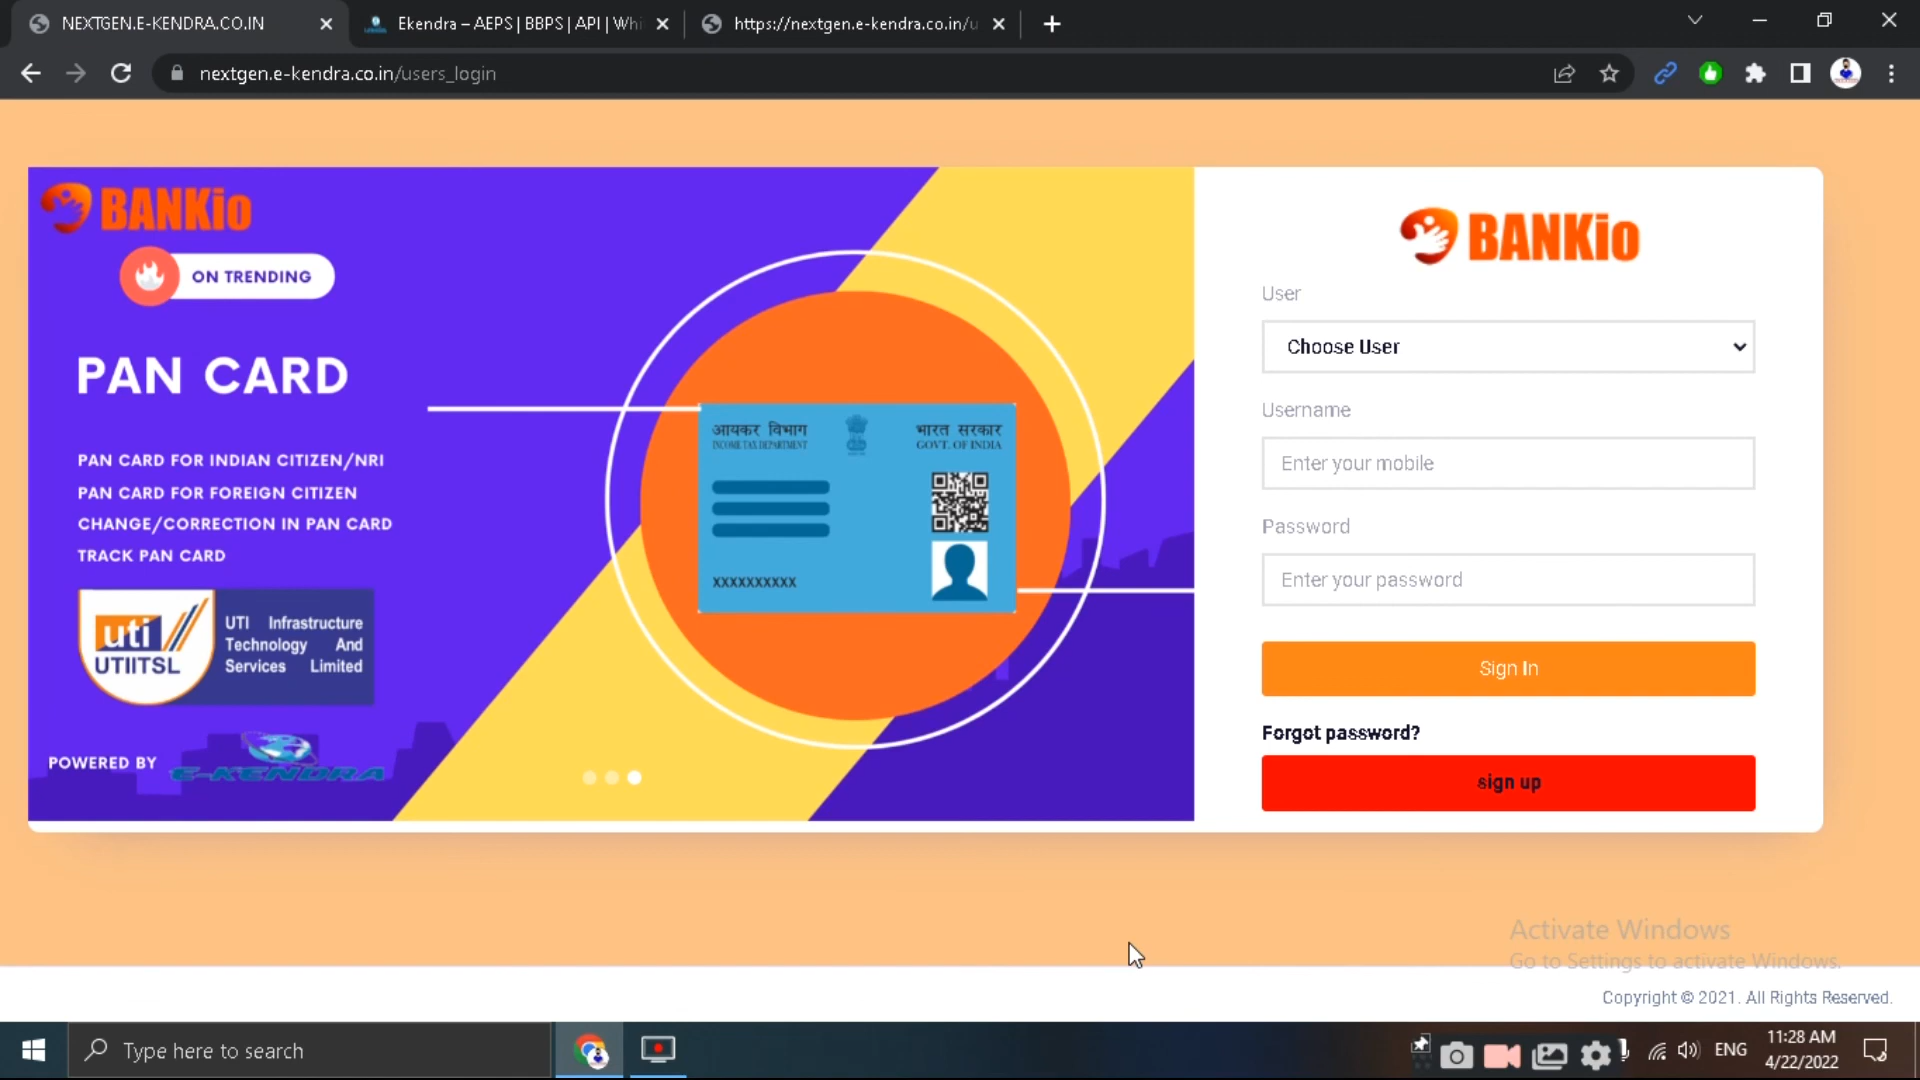 NEXTGEN.E-KENDRA.CO.IN
Ekendra – AEPS | BBPS | API | Whi
https://nextgen.e-kendra.co.in/u
nextgen.e-kendra.co.in/users_login
BANKio
ON TRENDING
PAN CARD
PAN CARD FOR INDIAN CITIZEN/NRI
PAN CARD FOR FOREIGN CITIZEN
CHANGE/CORRECTION IN PAN CARD
TRACK PAN CARD
uti
UTIITSL
UTI Infrastructure
Technology And
Services Limited
POWERED BY
E-KENDRA
आयकर विभाग
INCOME TAX DEPARTMENT
भारत सरकार
GOVT. OF INDIA
XXXXXXXXXX
BANKio
User
Choose User
Username
Enter your mobile
Password
Enter your password
Sign In
Forgot password?
sign up
Activate Windows
Go to Settings to activate Windows.
Copyright © 2021. All Rights Reserved.
Type here to search
ENG
11:28 AM
4/22/2022